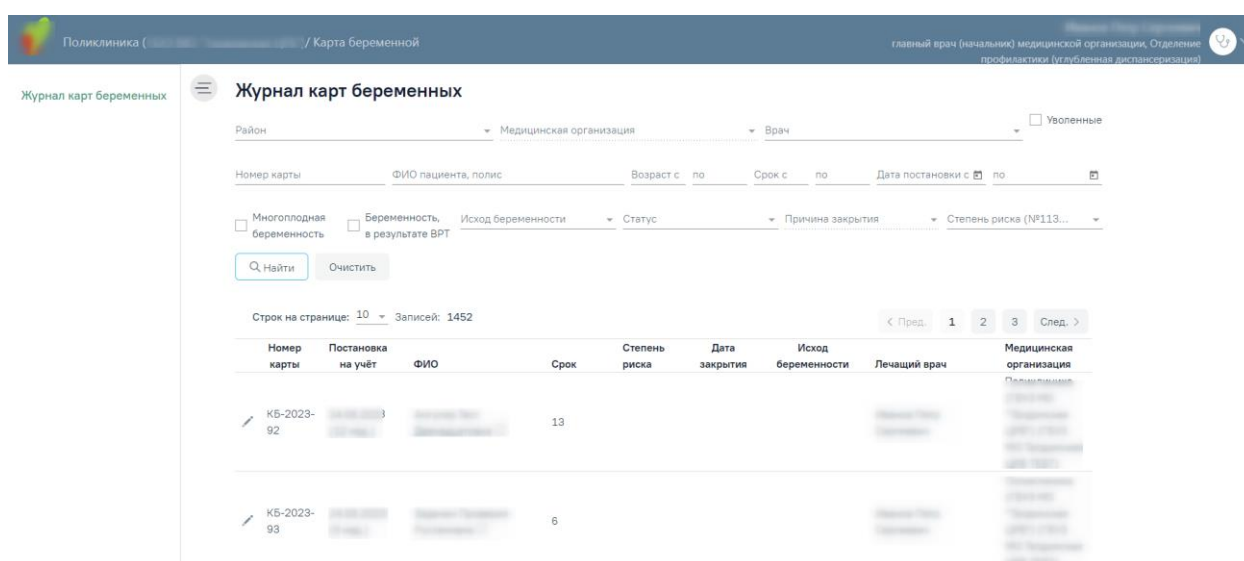 Поликлиника ( / Карта беременной
главный врач (начальник) медицинской организации, Отделение
профилактики (углубленная диспансеризация)
Журнал карт беременных
Журнал карт беременных
Район Медицинская организация Врач Уволенные
Номер карты ФИО пациента, полис Возраст с по Срок с по Дата постановки с по
Многоплодная беременность Беременность, в результате ВРТ Исход беременности Статус Причина закрытия Степень риска (№113...
Найти Очистить
Строк на странице: 10 Записей: 1452 < Пред. 1 2 3 След. >
Номер карты Постановка на учёт ФИО Срок Степень риска Дата закрытия Исход беременности Лечащий врач Медицинская организация
КБ-2023-92 13
КБ-2023-93 6